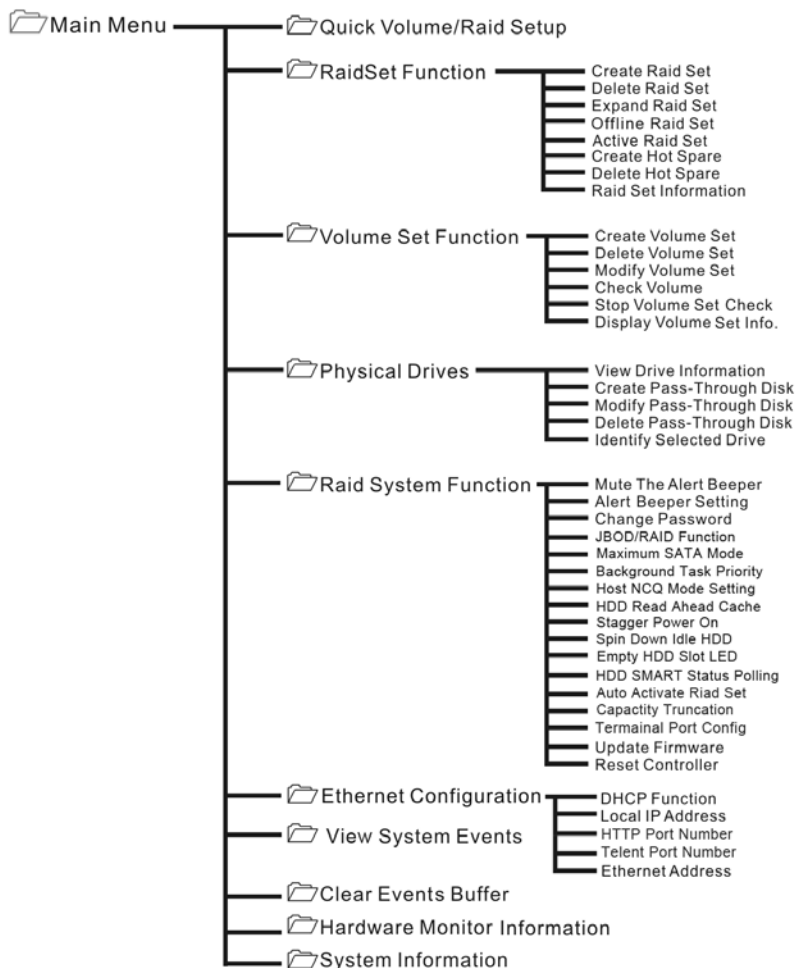 Main Menu
Quick Volume/Raid Setup
RaidSet Function
Create Raid Set
Delete Raid Set
Expand Raid Set
Offline Raid Set
Active Raid Set
Create Hot Spare
Delete Hot Spare
Raid Set Information
Volume Set Function
Create Volume Set
Delete Volume Set
Modify Volume Set
Check Volume
Stop Volume Set Check
Display Volume Set Info.
Physical Drives
View Drive Information
Create Pass-Through Disk
Modify Pass-Through Disk
Delete Pass-Through Disk
Identify Selected Drive
Raid System Function
Mute The Alert Beeper
Alert Beeper Setting
Change Password
JBOD/RAID Function
Maximum SATA Mode
Background Task Priority
Host NCQ Mode Setting
HDD Read Ahead Cache
Stagger Power On
Spin Down Idle HDD
Empty HDD Slot LED
HDD SMART Status Polling
Auto Activate Riad Set
Capactity Truncation
Termainal Port Config
Update Firmware
Reset Controller
Ethernet Configuration
DHCP Function
Local IP Address
HTTP Port Number
Telent Port Number
Ethernet Address
View System Events
Clear Events Buffer
Hardware Monitor Information
System Information